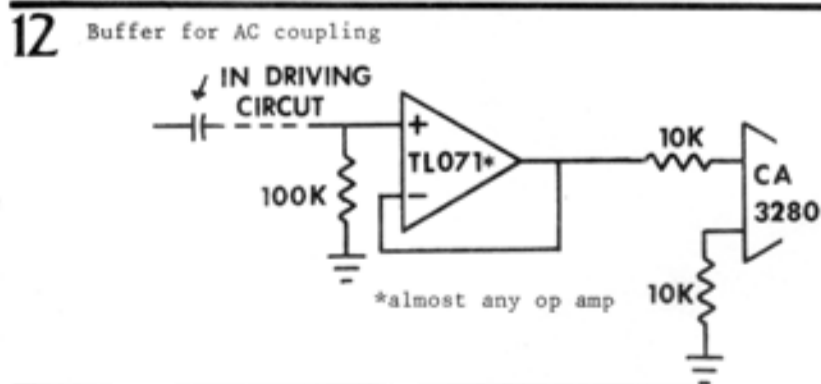 12 Buffer for AC coupling
IN DRIVING
CIRCUT
+
TL071*
−
100K
10K
CA
3280
10K
*almost any op amp